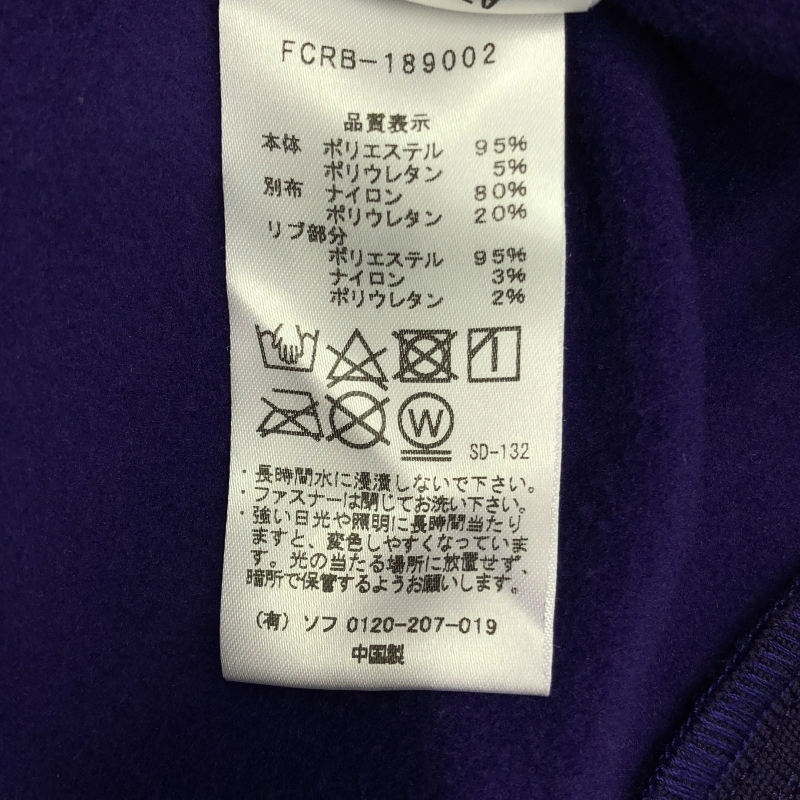 FCRB-189002
品質表示
本体 ポリエステル 95%
ポリウレタン 5%
別布 ナイロン 80%
ポリウレタン 20%
リブ部分
ポリエステル 95%
ナイロン 3%
ポリウレタン 2%
W
SD-132
・長時間水に浸漬しないで下さい。
・ファスナーは閉じてお洗い下さい。
・強い日光や照明に長時間当たり
ますと、変色しやすくなっていま
す。光の当たる場所に放置せず、
暗所で保管するようお願いします。
(有) ソフ 0120-207-019
中国製